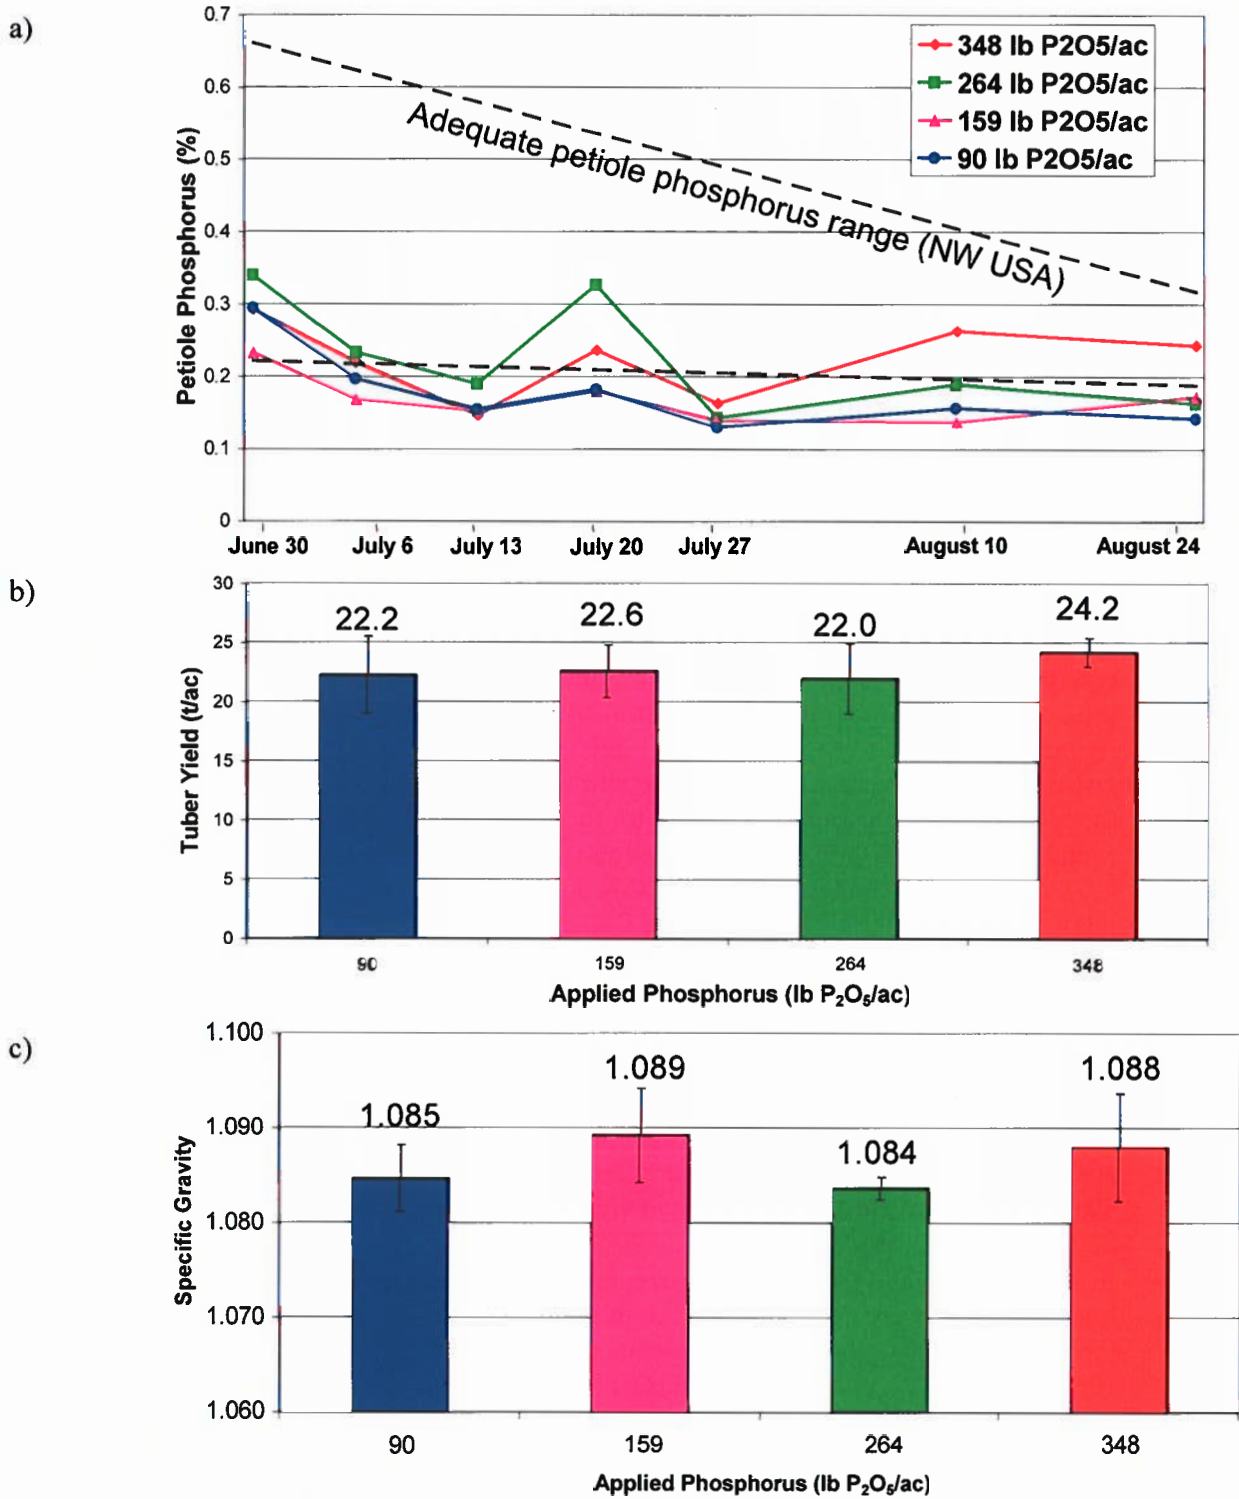 a)
0.7
0.6
0.5
0.4
0.3
0.2
0.1
0
Petiole Phosphorus (%)
348 lb P2O5/ac
264 lb P2O5/ac
159 lb P2O5/ac
90 lb P2O5/ac
Adequate petiole phosphorus range (NW USA)
June 30 July 6 July 13 July 20 July 27 August 10 August 24
b)
30
25
20
15
10
5
0
Tuber Yield (t/ac)
22.2 22.6 22.0 24.2
90 159 264 348
Applied Phosphorus (lb P₂O₅/ac)
c)
1.100
1.090
1.080
1.070
1.060
Specific Gravity
1.085 1.089 1.084 1.088
90 159 264 348
Applied Phosphorus (lb P₂O₅/ac)